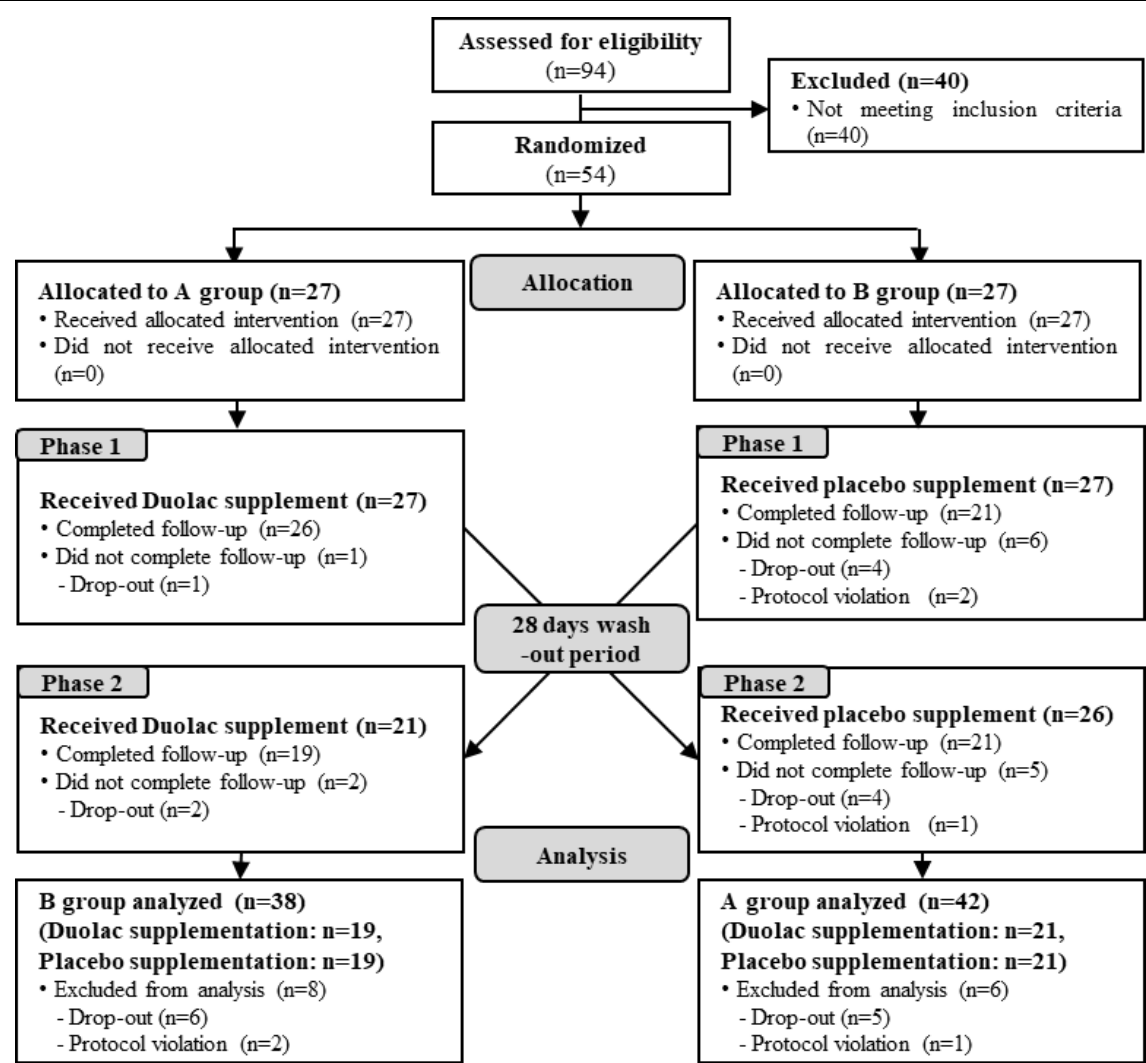 Assessed for eligibility
(n=94)
Excluded (n=40)
• Not meeting inclusion criteria
(n=40)
Randomized
(n=54)
Allocation
Allocated to A group (n=27)
• Received allocated intervention (n=27)
• Did not receive allocated intervention
(n=0)
Allocated to B group (n=27)
• Received allocated intervention (n=27)
• Did not receive allocated intervention
(n=0)
Phase 1
Received Duolac supplement (n=27)
• Completed follow-up (n=26)
• Did not complete follow-up (n=1)
- Drop-out (n=1)
Phase 1
Received placebo supplement (n=27)
• Completed follow-up (n=21)
• Did not complete follow-up (n=6)
- Drop-out (n=4)
- Protocol violation (n=2)
28 days wash
-out period
Phase 2
Received Duolac supplement (n=21)
• Completed follow-up (n=19)
• Did not complete follow-up (n=2)
- Drop-out (n=2)
Phase 2
Received placebo supplement (n=26)
• Completed follow-up (n=21)
• Did not complete follow-up (n=5)
- Drop-out (n=4)
- Protocol violation (n=1)
Analysis
B group analyzed (n=38)
(Duolac supplementation: n=19,
Placebo supplementation: n=19)
• Excluded from analysis (n=8)
- Drop-out (n=6)
- Protocol violation (n=2)
A group analyzed (n=42)
(Duolac supplementation: n=21,
Placebo supplementation: n=21)
• Excluded from analysis (n=6)
- Drop-out (n=5)
- Protocol violation (n=1)